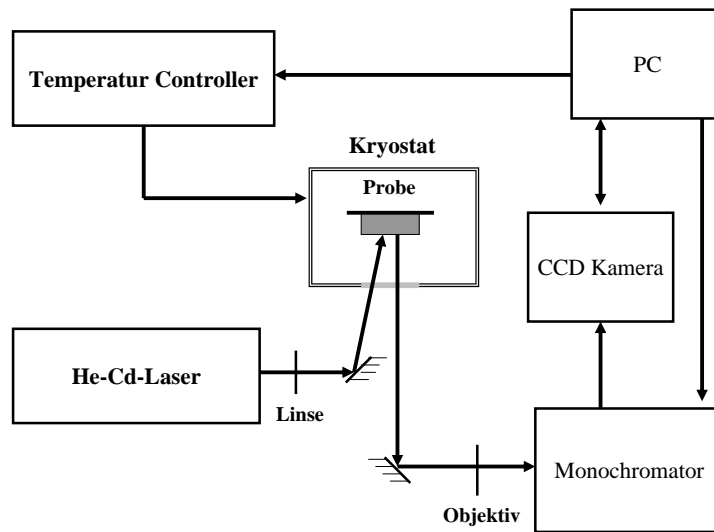 Temperatur Controller
PC
Kryostat
Probe
CCD Kamera
He-Cd-Laser
Linse
Monochromator
Objektiv